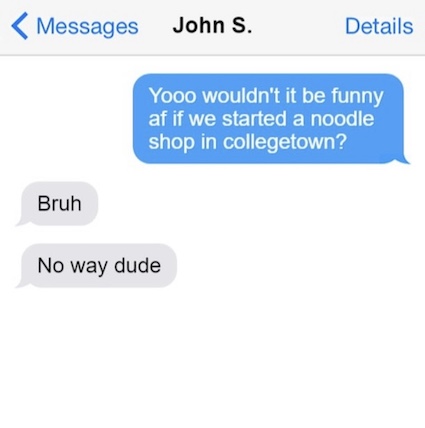 Messages John S. Details
Yooo wouldn't it be funny
af if we started a noodle
shop in collegetown?
Bruh
No way dude